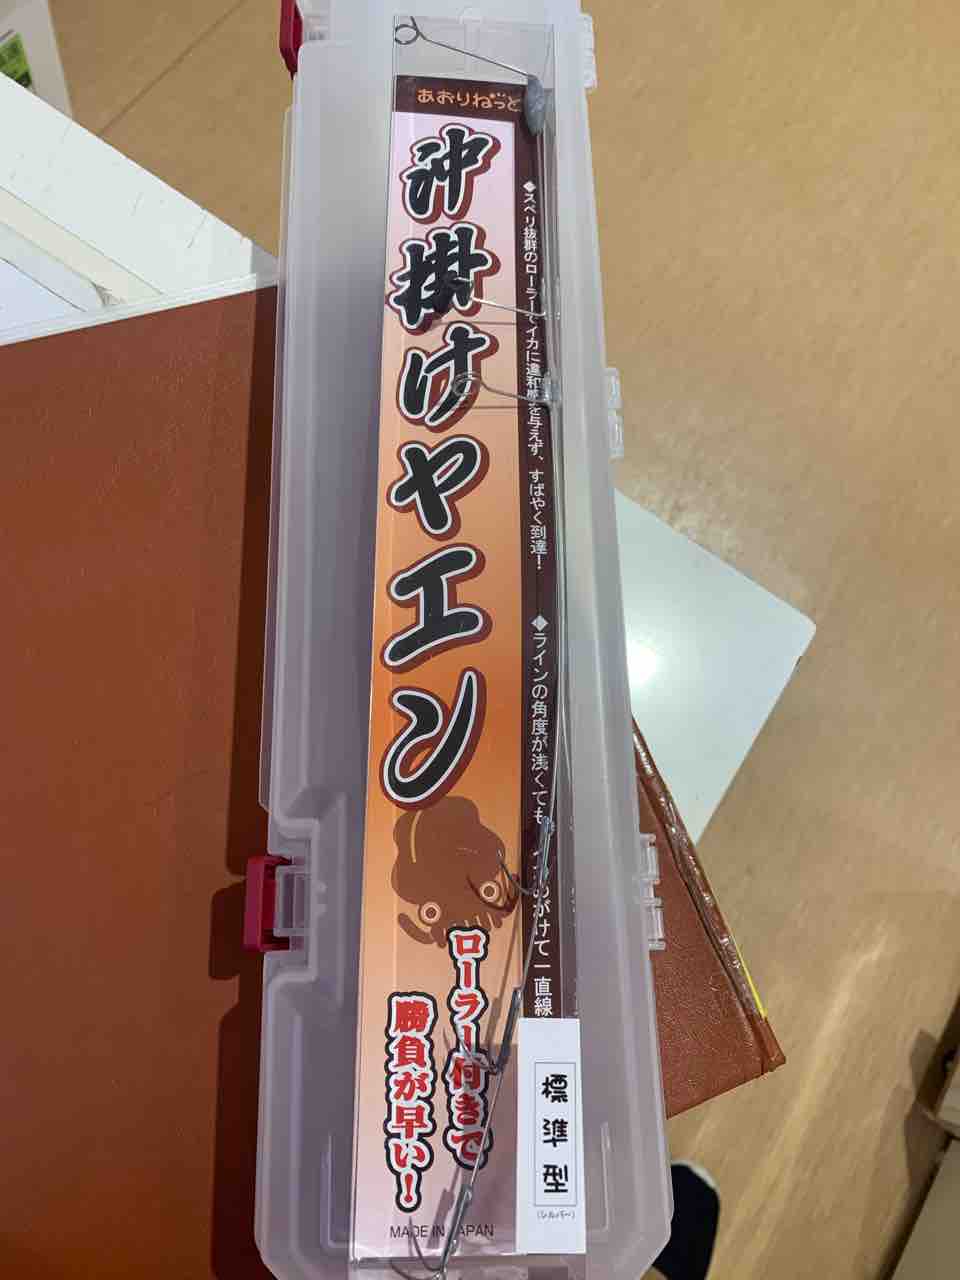 あおりねっと
沖掛けヤエン
◆スベリ抜群のローラーでイカに違和感を与えず、すばやく到達！
◆ラインの角度が浅くても、イカめがけて一直線
ローラー付きで
勝負が早い！
MADE IN JAPAN
標準型
(シルバー)